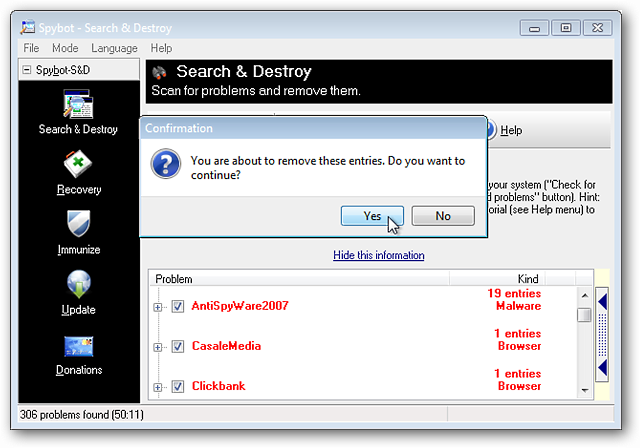 Spybot - Search & Destroy
File Mode Language Help
Spybot-S&D
Search & Destroy
Recovery
Immunize
Update
Donations
Search & Destroy
Scan for problems and remove them.
Help
Confirmation
You are about to remove these entries. Do you want to
continue?
Yes No
your system ("Check for
d problems" button). Hint:
orial (see Help menu) to
Hide this information
Problem Kind
AntiSpyWare2007 19 entries
Malware
CasaleMedia 1 entries
Browser
Clickbank 1 entries
Browser
306 problems found (50:11)